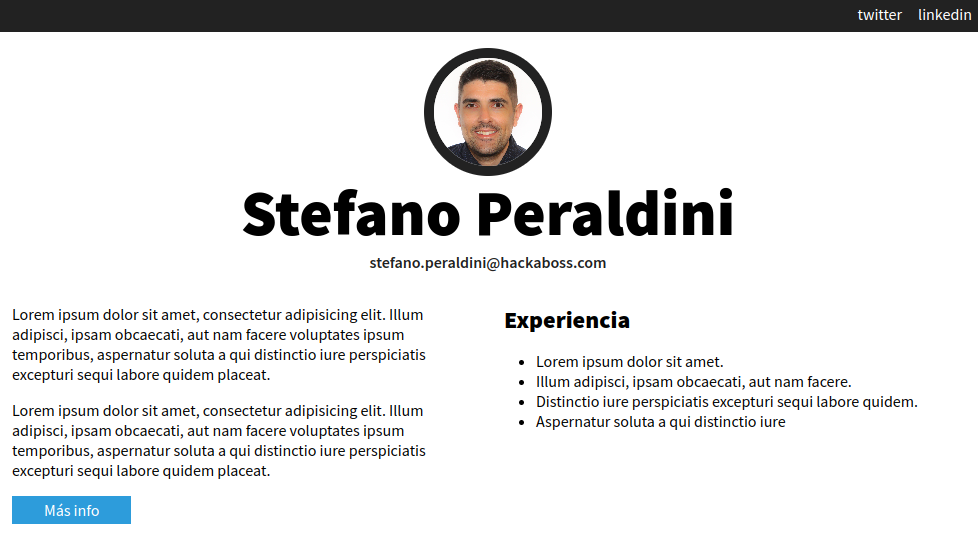 twitter linkedin
Stefano Peraldini
stefano.peraldini@hackaboss.com
Lorem ipsum dolor sit amet, consectetur adipisicing elit. Illum
adipisci, ipsam obcaecati, aut nam facere voluptates ipsum
temporibus, aspernatur soluta a qui distinctio iure perspiciatis
excepturi sequi labore quidem placeat.
Lorem ipsum dolor sit amet, consectetur adipisicing elit. Illum
adipisci, ipsam obcaecati, aut nam facere voluptates ipsum
temporibus, aspernatur soluta a qui distinctio iure perspiciatis
excepturi sequi labore quidem placeat.
Más info
Experiencia
• Lorem ipsum dolor sit amet.
• Illum adipisci, ipsam obcaecati, aut nam facere.
• Distinctio iure perspiciatis excepturi sequi labore quidem.
• Aspernatur soluta a qui distinctio iure